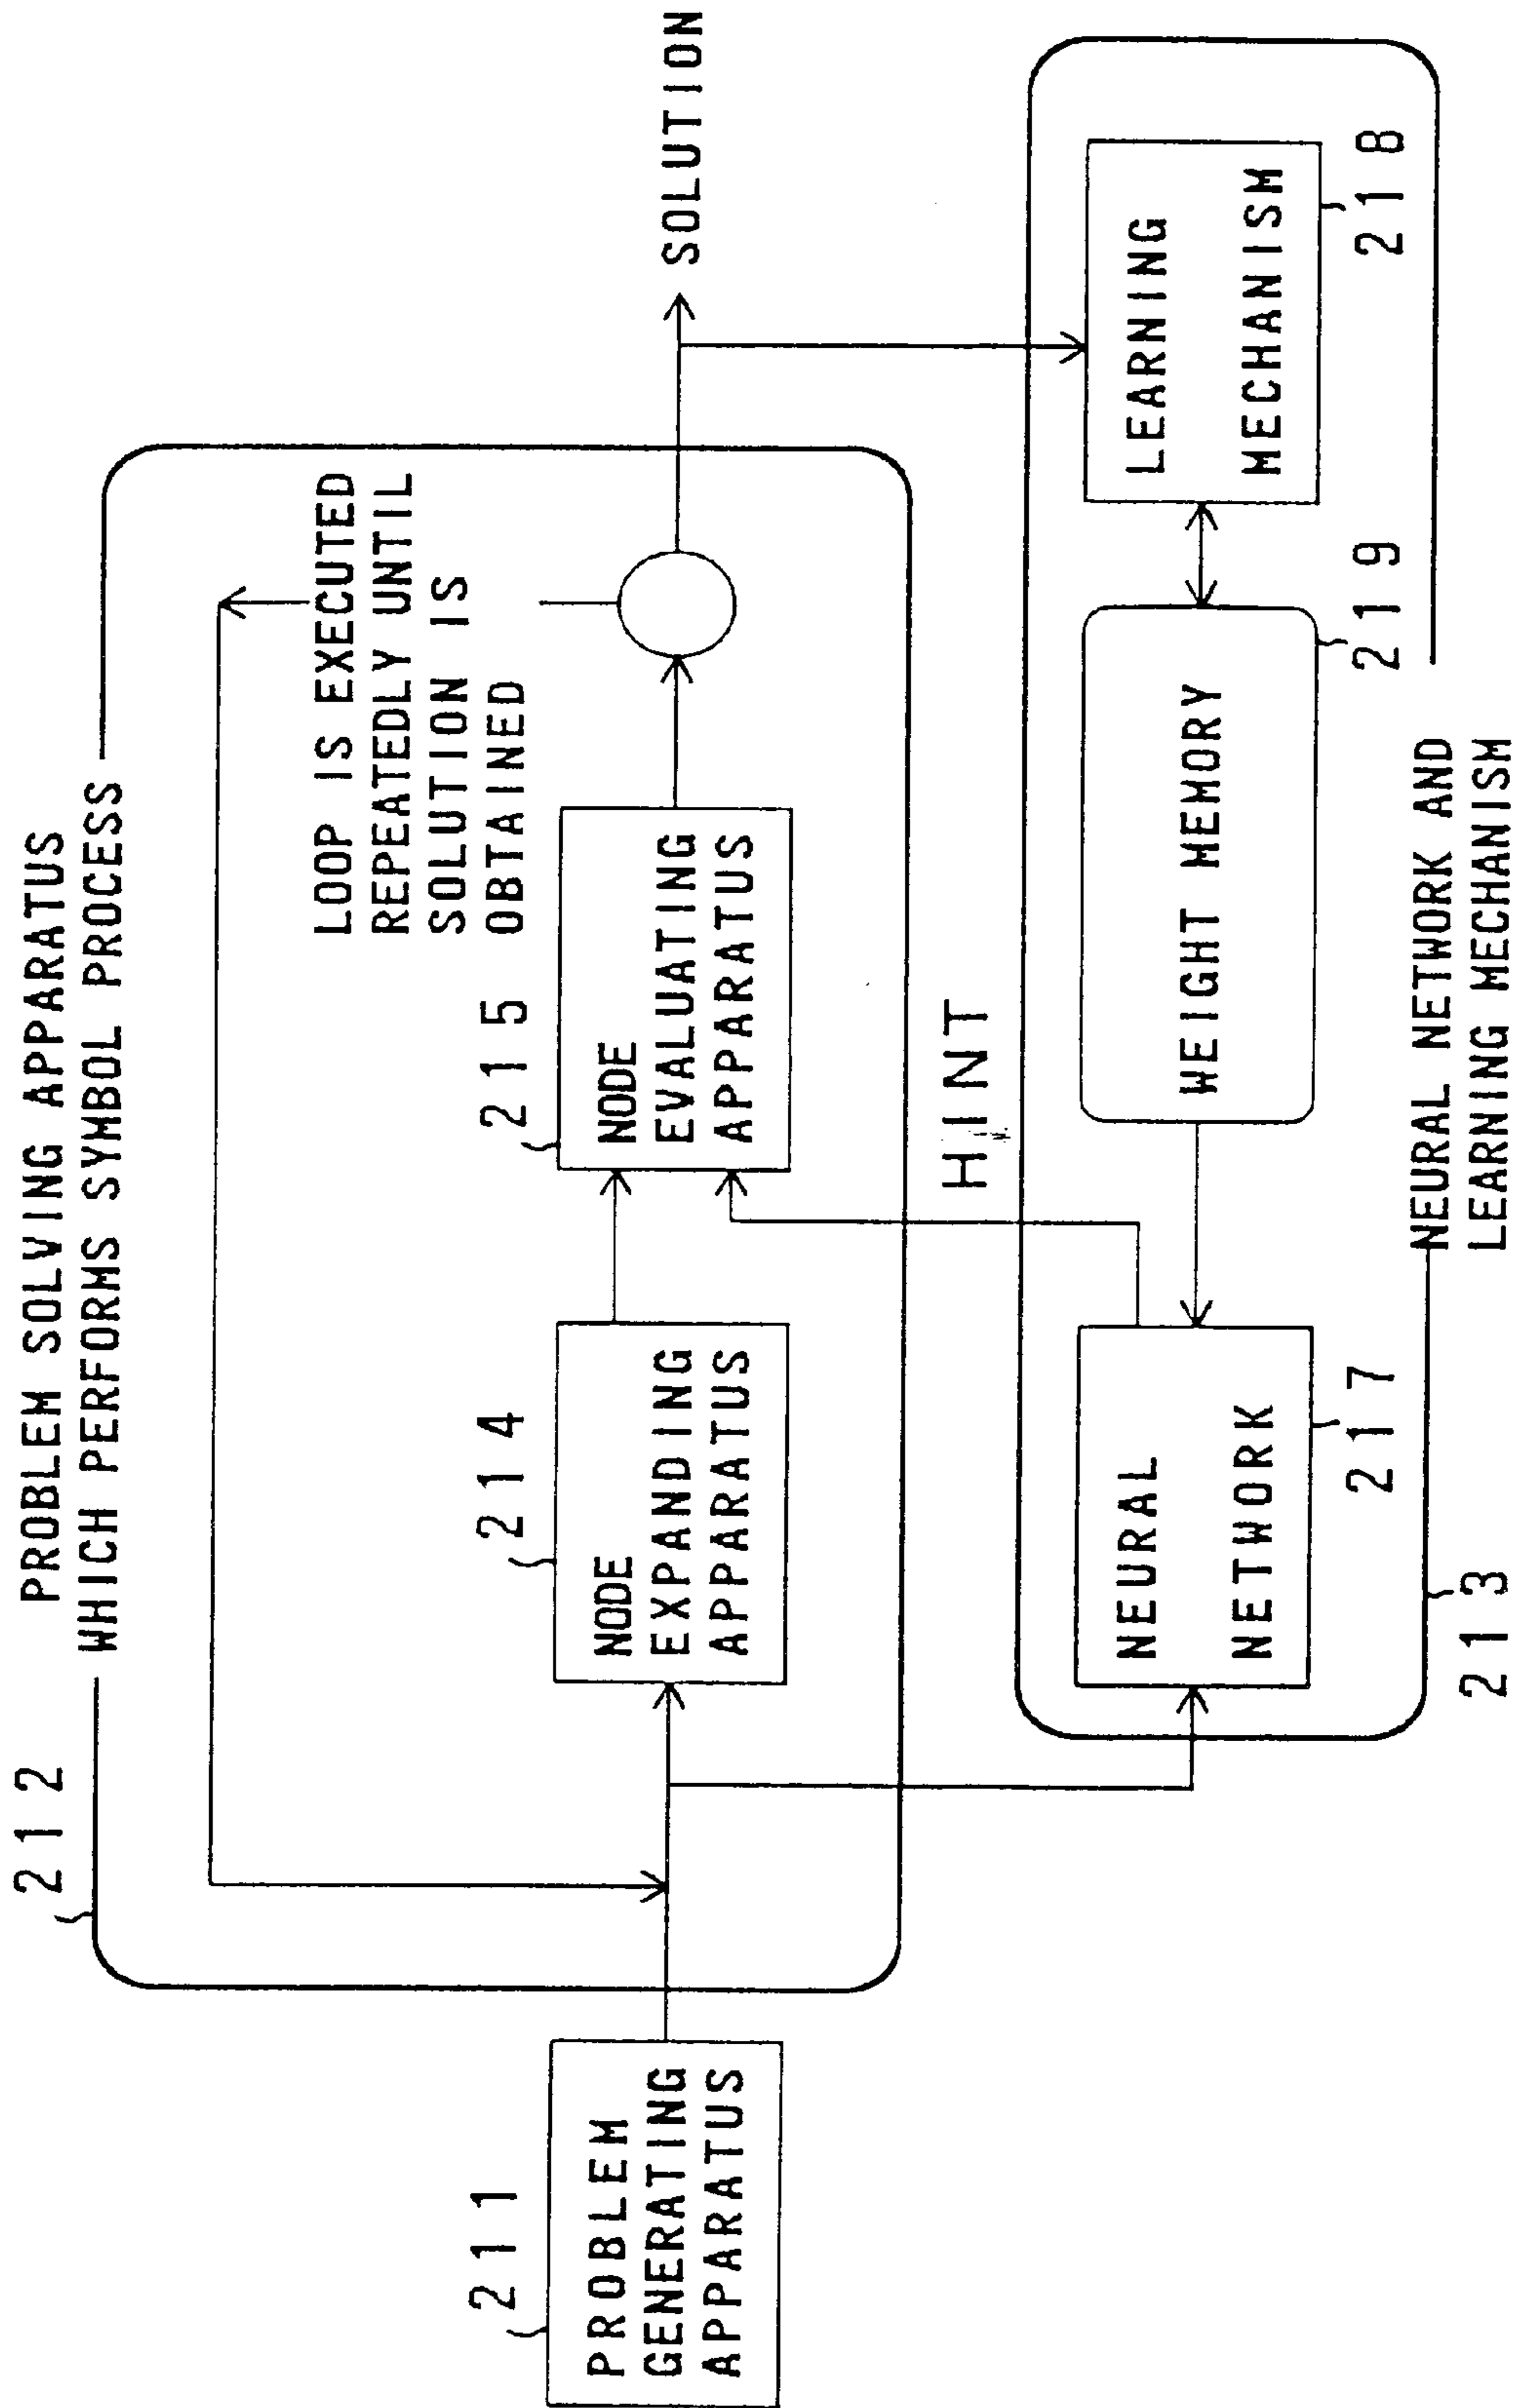 212
PROBLEM SOLVING APPARATUS
WHICH PERFORMS SYMBOL PROCESS
LOOP IS EXECUTED
REPEATEDLY UNTIL
SOLUTION IS
OBTAINED
211
PROBLEM
GENERATING
APPARATUS
214
NODE
EXPANDING
APPARATUS
215
NODE
EVALUATING
APPARATUS
SOLUTION
HINT
NEURAL
NETWORK
217
WEIGHT MEMORY
219
LEARNING
MECHANISM
218
213
NEURAL NETWORK AND
LEARNING MECHANISM